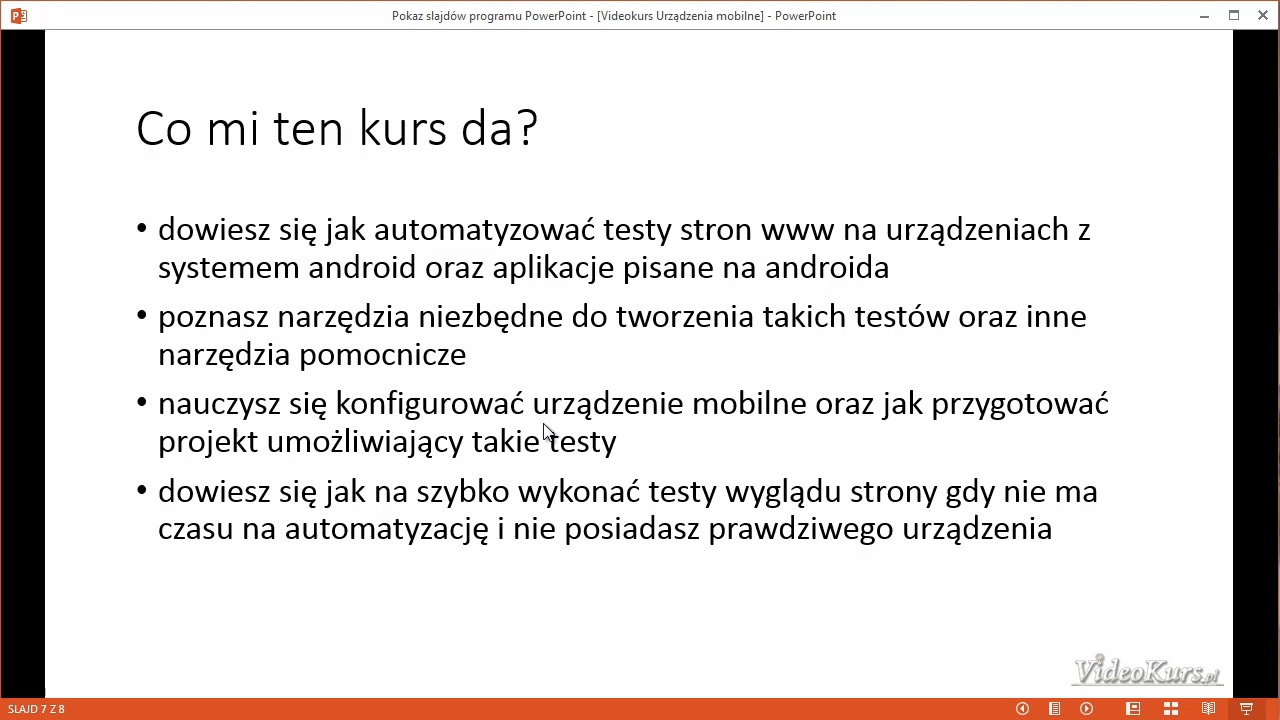 Pokaz slajdów programu PowerPoint - [Videokurs Urządzenia mobilne] - PowerPoint
Co mi ten kurs da?
• dowiesz się jak automatyzować testy stron www na urządzeniach z
systemem android oraz aplikacje pisane na androida
• poznasz narzędzia niezbędne do tworzenia takich testów oraz inne
narzędzia pomocnicze
• nauczysz się konfigurować urządzenie mobilne oraz jak przygotować
projekt umożliwiający takie testy
• dowiesz się jak na szybko wykonać testy wyglądu strony gdy nie ma
czasu na automatyzację i nie posiadasz prawdziwego urządzenia
VideoKurs.pl
SLAJD 7 Z 8